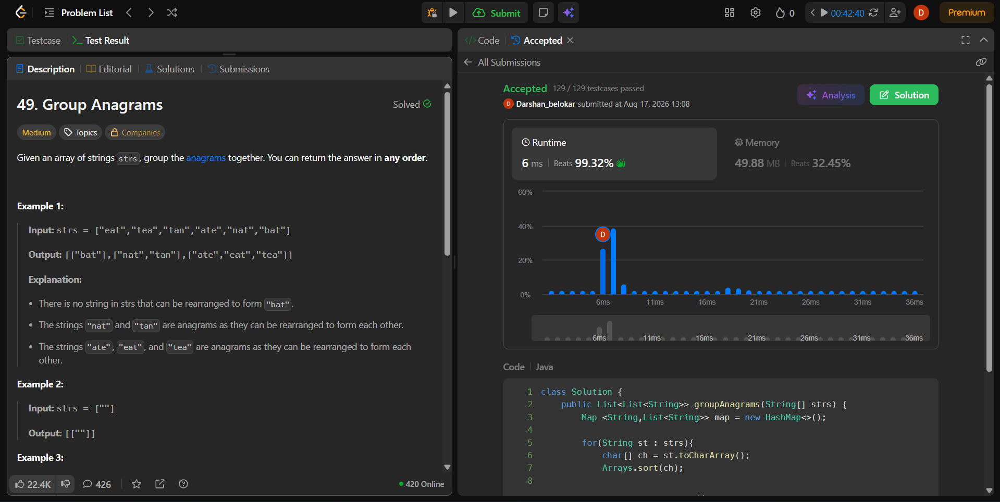 Problem List
Submit
0
00:42:40
D
Premium
Testcase
Test Result
Description
Editorial
Solutions
Submissions
49. Group Anagrams
Solved
Medium
Topics
Companies
Given an array of strings strs, group the anagrams together. You can return the answer in any order.
Example 1:
Input: strs = ["eat","tea","tan","ate","nat","bat"]
Output: [["bat"],["nat","tan"],["ate","eat","tea"]]
Explanation:
• There is no string in strs that can be rearranged to form "bat".
• The strings "nat" and "tan" are anagrams as they can be rearranged to form each other.
• The strings "ate", "eat", and "tea" are anagrams as they can be rearranged to form each
other.
Example 2:
Input: strs = [""]
Output: [[""]]
Example 3:
22.4K
426
420 Online
Code
Accepted
All Submissions
Accepted 129 / 129 testcases passed
D Darshan_belokar submitted at Aug 17, 2026 13:08
Analysis
Solution
Runtime
6 ms Beats 99.32%
Memory
49.88 MB Beats 32.45%
60%
40%
20%
0%
D
6ms 11ms 16ms 21ms 26ms 31ms 36ms
6ms 11ms 16ms 21ms 26ms 31ms 36ms
Code Java
1 class Solution {
2 public List<List<String>> groupAnagrams(String[] strs) {
3 Map <String,List<String>> map = new HashMap<>();
4
5 for(String st : strs){
6 char[] ch = st.toCharArray();
7 Arrays.sort(ch);
8